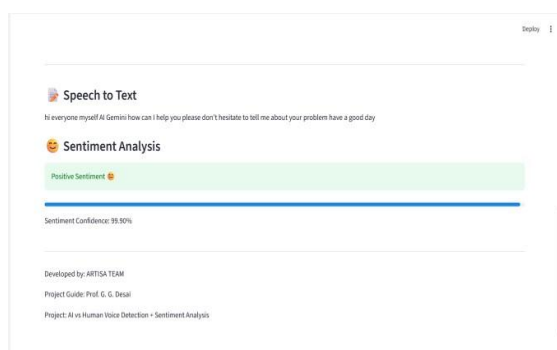 Deploy
Speech to Text
hi everyone myself AI Gemini how can I help you please don't hesitate to tell me about your problem have a good day
Sentiment Analysis
Positive Sentiment
Sentiment Confidence: 99.90%
Developed by: ARTISA TEAM
Project Guide: Prof. G. G. Desai
Project: AI vs Human Voice Detection + Sentiment Analysis